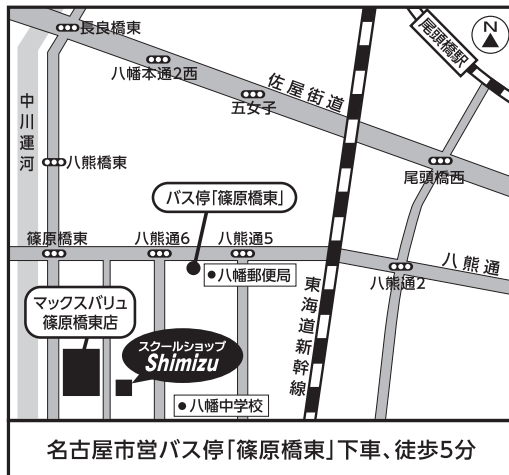 長良橋東
尾頭橋駅
N
八幡本通2西
佐屋街道
五女子
中川運河
八熊橋東
尾頭橋西
バス停「篠原橋東」
篠原橋東
八熊通6
八熊通5
八熊通
八幡郵便局
八熊通2
マックスバリュ
篠原橋東店
東海道新幹線
スクールショップ
Shimizu
八幡中学校
名古屋市営バス停「篠原橋東」下車、徒歩5分